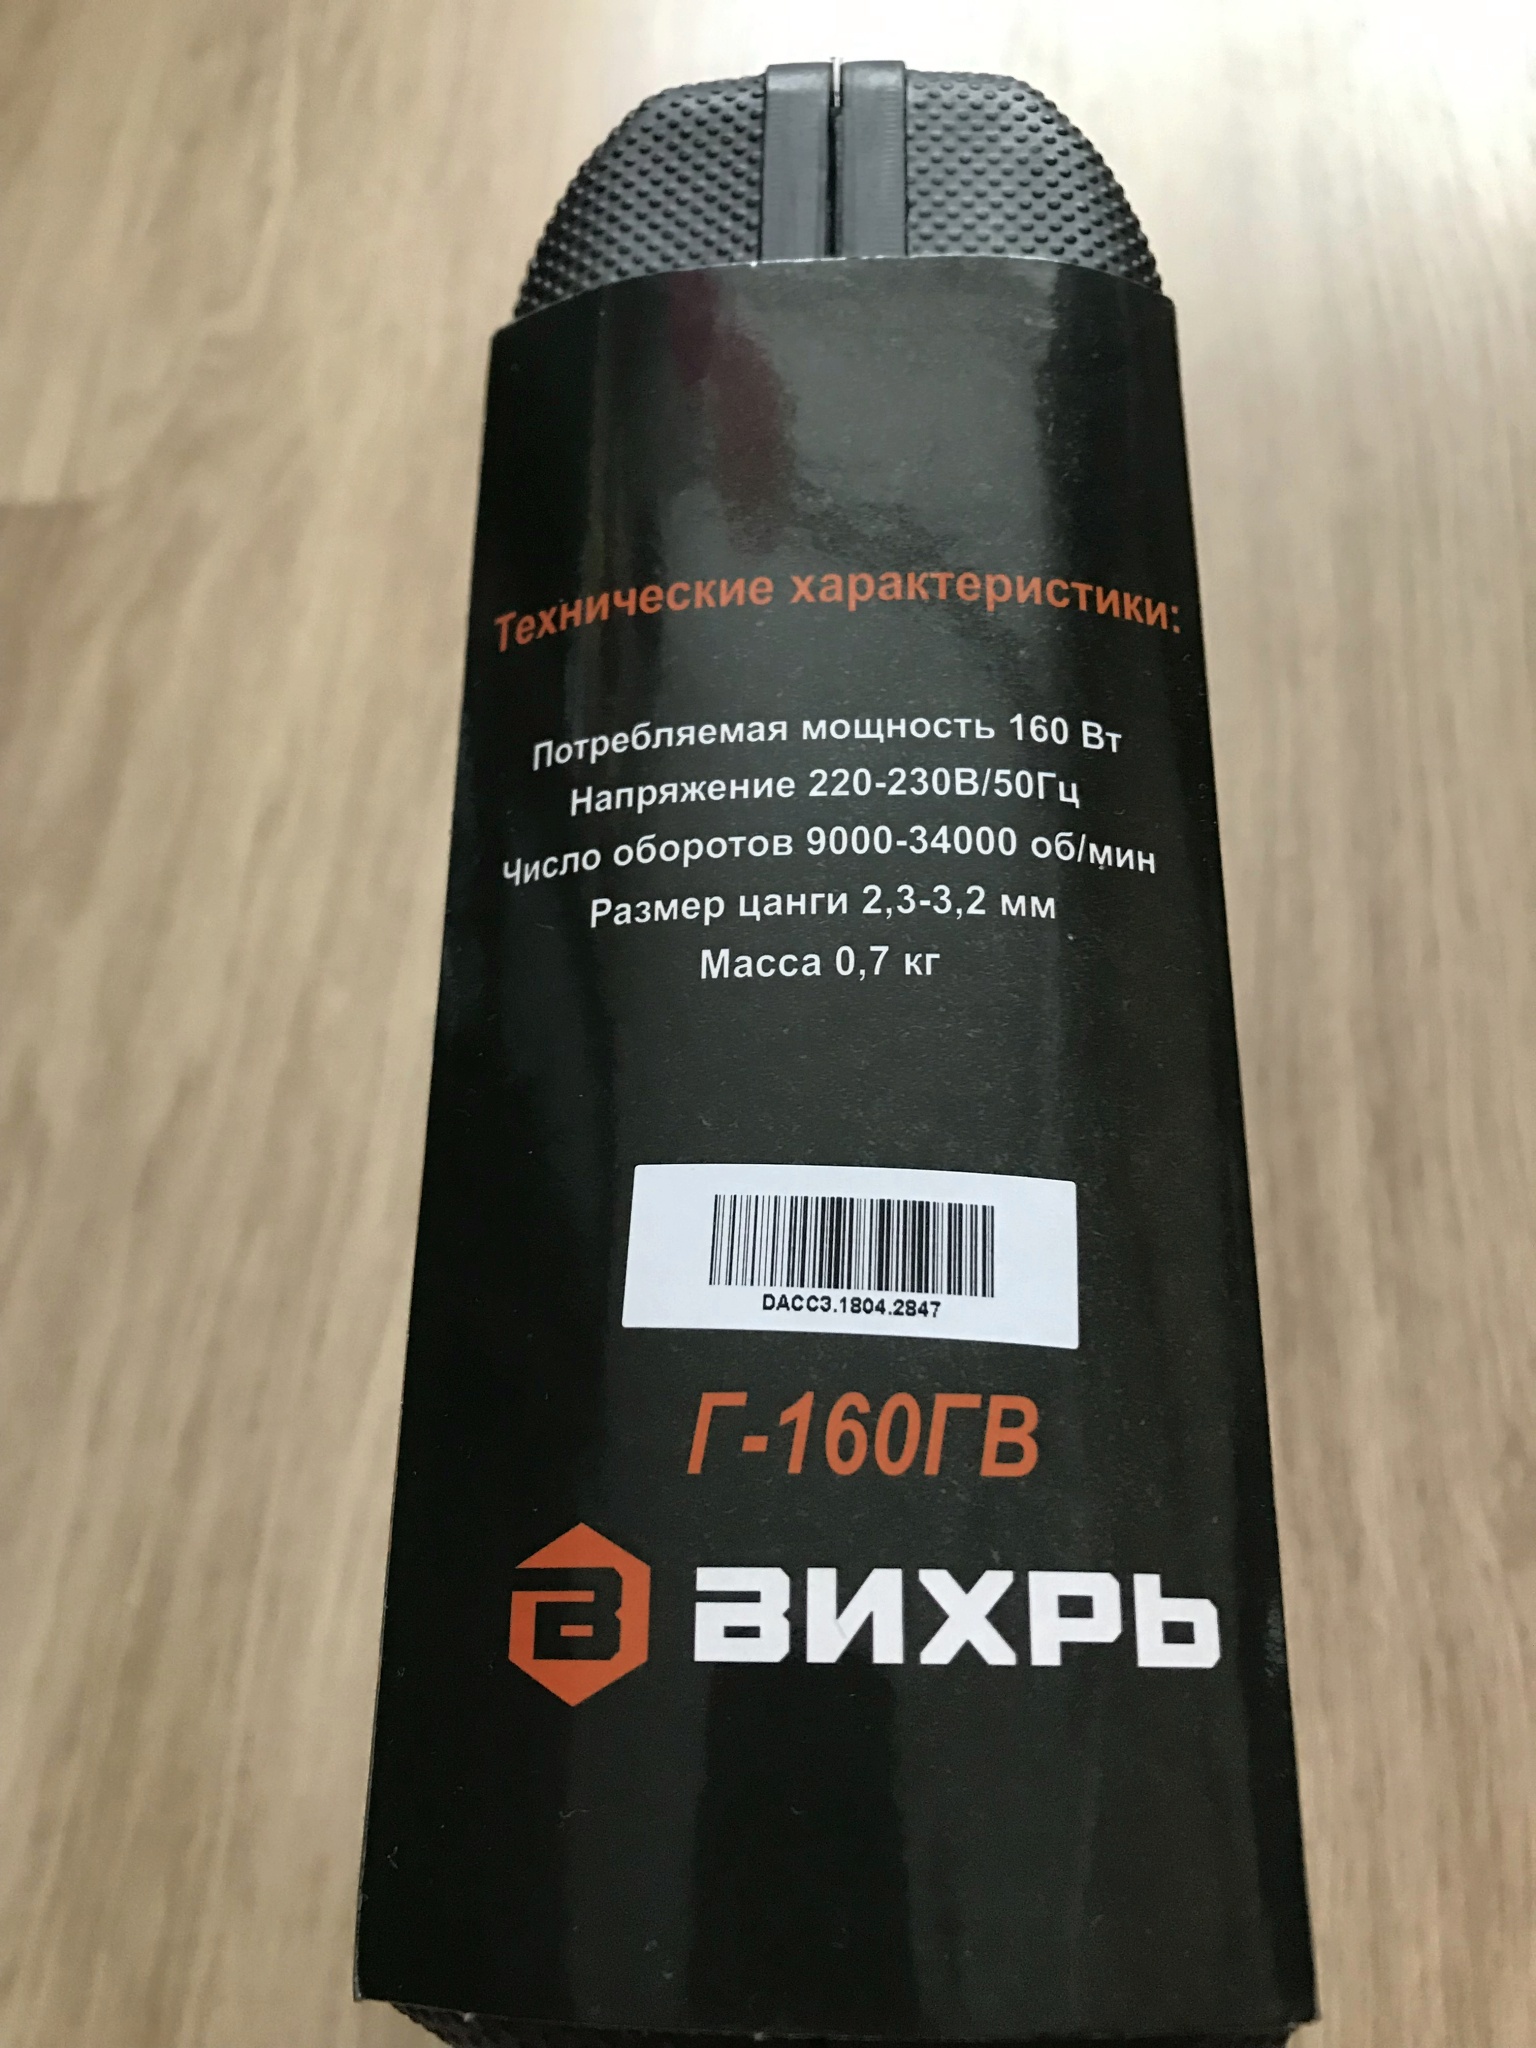 Технические характеристики:
Потребляемая мощность 160 Вт
Напряжение 220-230В/50Гц
Число оборотов 9000-34000 об/мин
Размер цанги 2,3-3,2 мм
Масса 0,7 кг
DACC3.1804.2847
Г-160ГВ
В ВИХРЬ